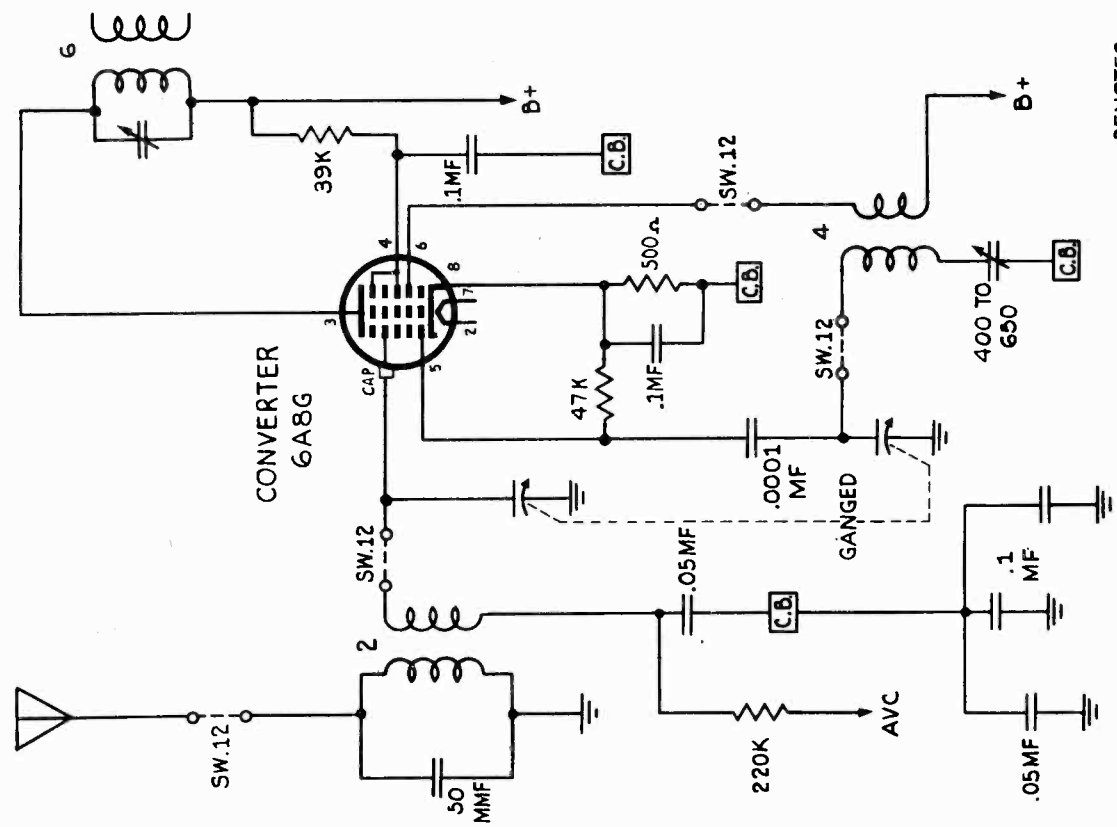 6
B+
39K
.1MF
C.B.
CONVERTER
6A8G
3
4
6
8
7
2
5
CAP
SW.12
4
B+
500Ω
C.B.
47K
.1MF
SW.12
400 TO
650
C.B.
.0001
MF
GANGED
SW.12
2
.05MF
C.B.
SW.12
50
MMF
220K
AVC
.1
MF
.05MF